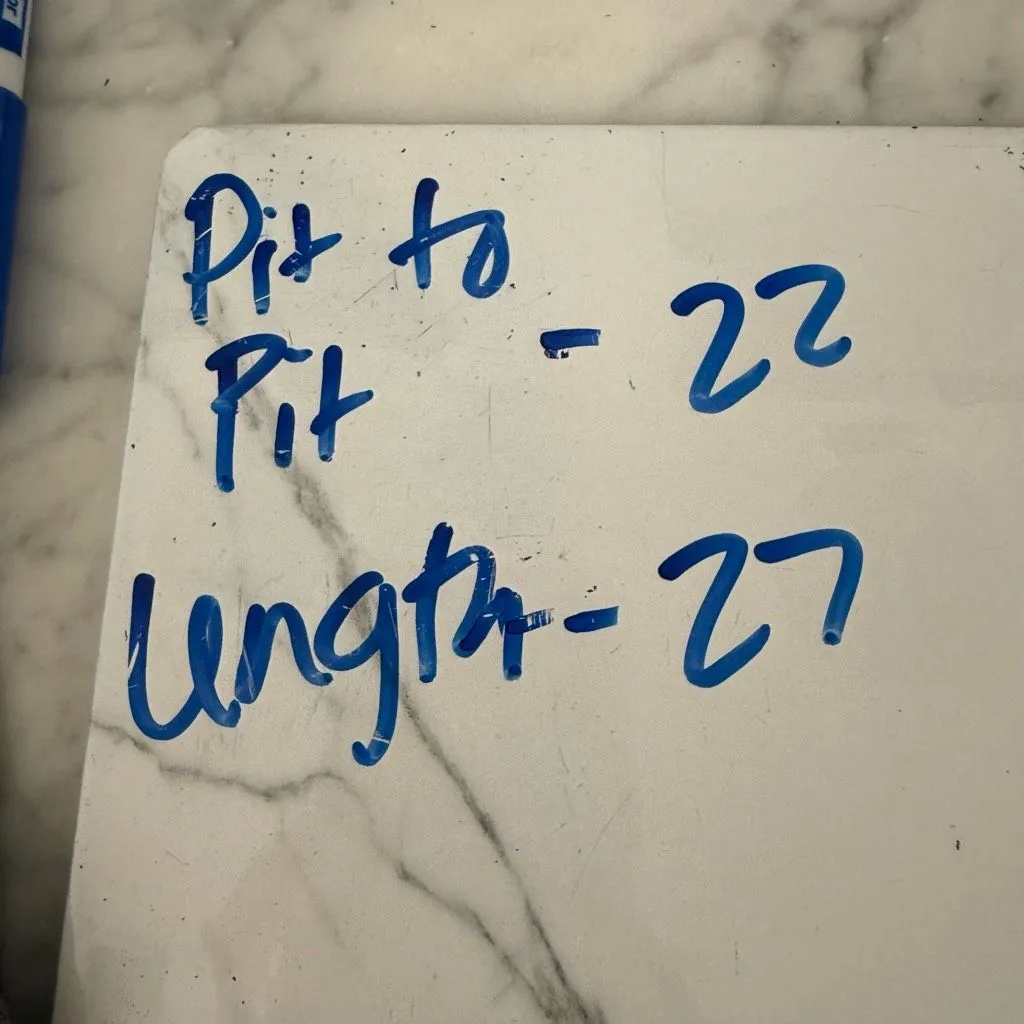 Pit to
Pit - 22
Length - 27